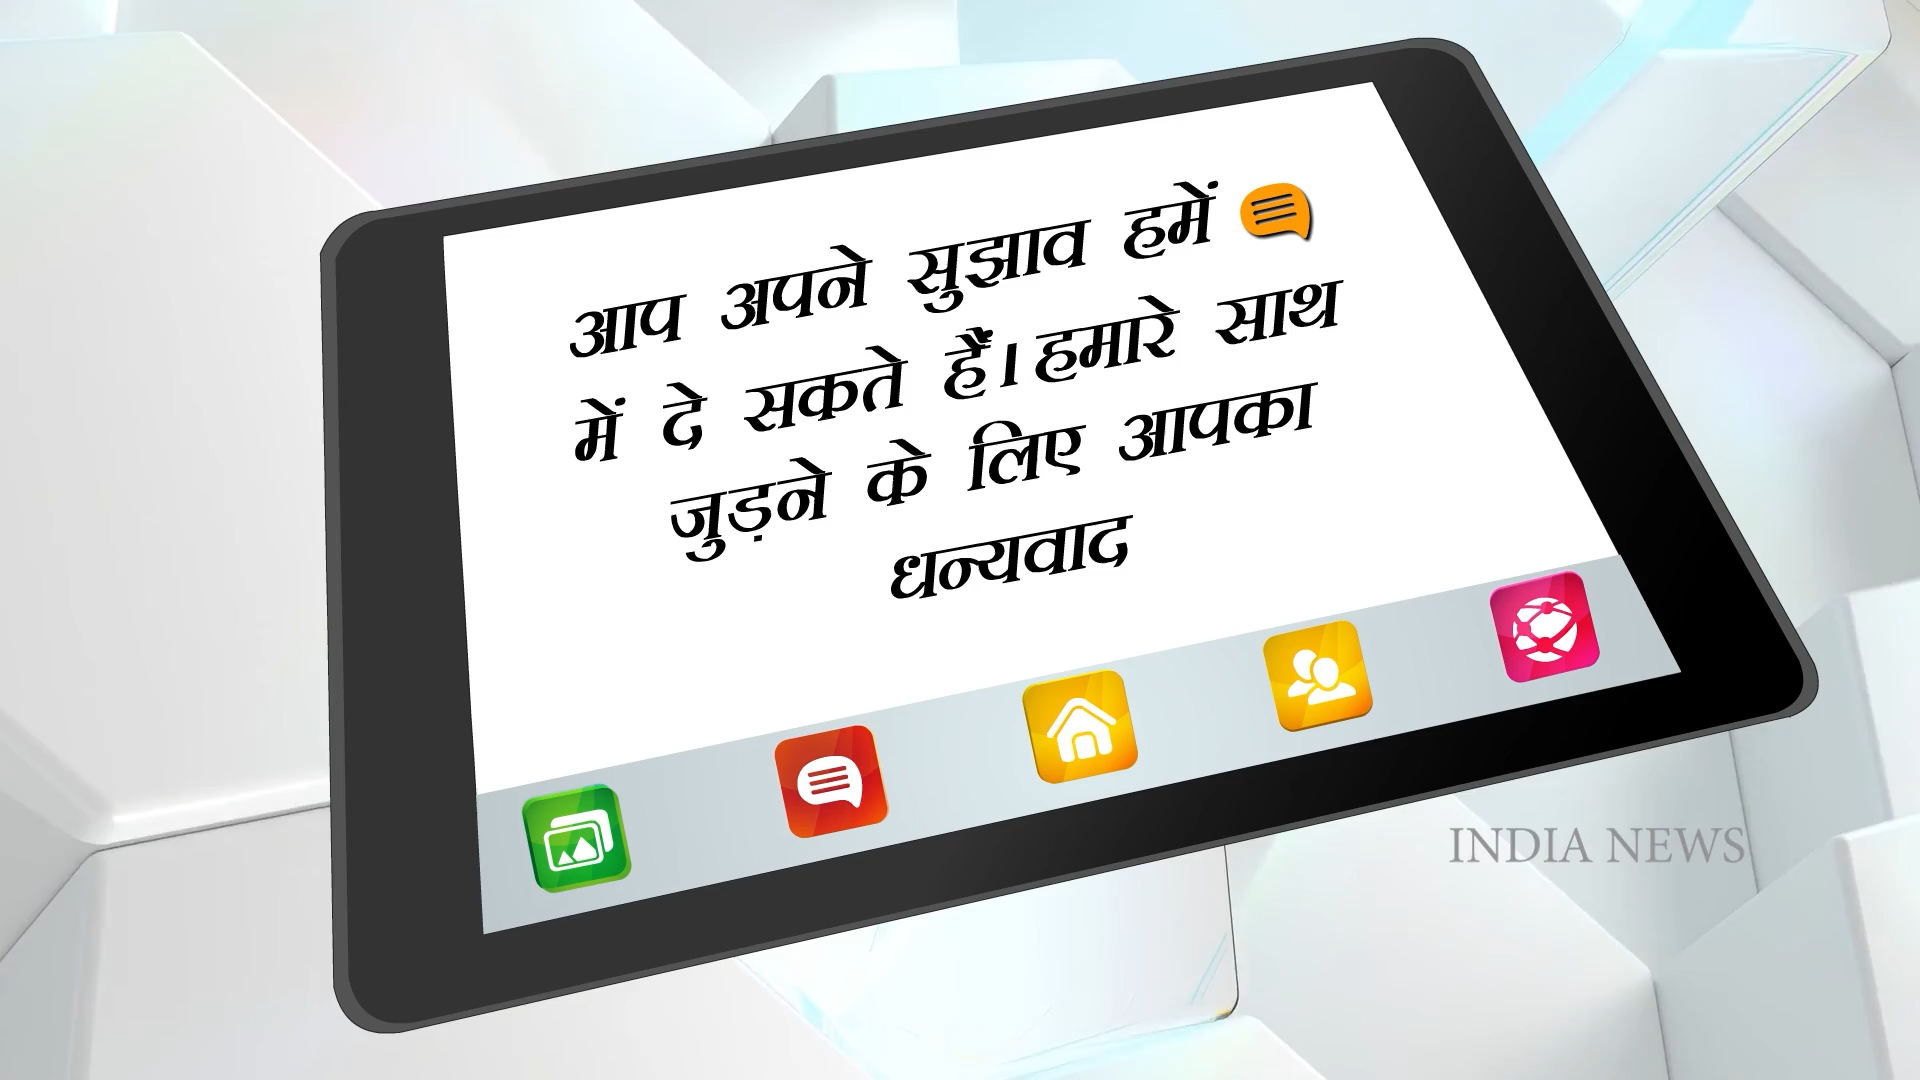 आप अपने सुझाव हमें
में दे सकते हैं। हमारे साथ
जुड़ने के लिए आपका
धन्यवाद
INDIA NEWS